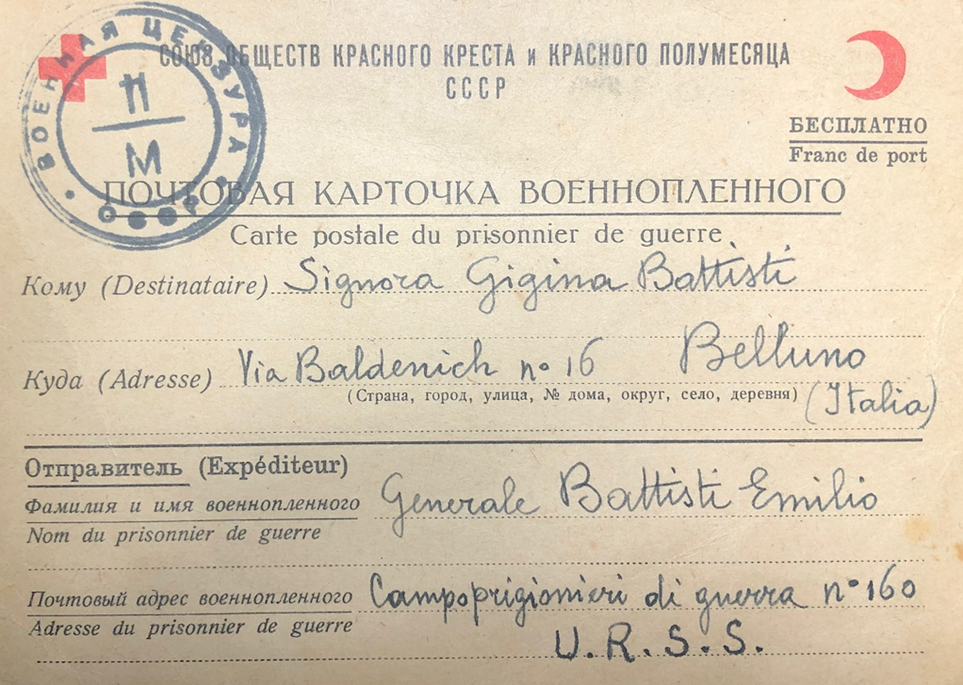 ВОЕННАЯ ЦЕНЗУРА
П
М
СССР
СОЮЗ ОБЩЕСТВ КРАСНОГО КРЕСТА и КРАСНОГО ПОЛУМЕСЯЦА
СССР
БЕСПЛАТНО
Franc de port
ПОЧТОВАЯ КАРТОЧКА ВОЕННОПЛЕННОГО
Carte postale du prisonnier de guerre
Кому (Destinataire) Signora Gigina Battisti
Куда (Adresse) Via Baldenich nº 16 Belluno
(Страна, город, улица, № дома, округ, село, деревня) (Italia)
Отправитель (Expéditeur)
Фамилия и имя военнопленного Generale Battisti Emilio
Nom du prisonnier de guerre
Почтовый адрес военнопленного Campoprigionieri di guerra nº 160
Adresse du prisonnier de guerre U.R.S.S.